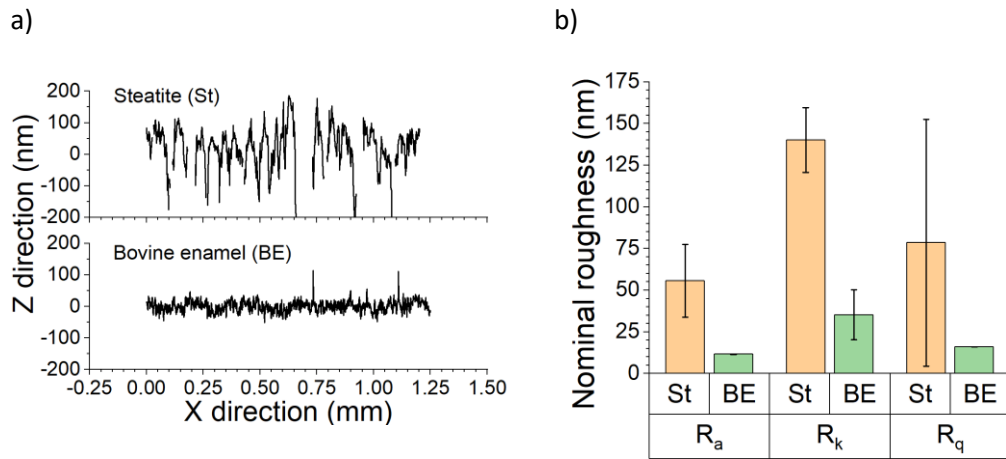 a)
Z direction (nm)
200
Steatite (St)
100
0
-100
-200
200
Bovine enamel (BE)
100
0
-100
-200
-0.25 0.00 0.25 0.50 0.75 1.00 1.25 1.50
X direction (mm)
b)
Nominal roughness (nm)
175
150
125
100
75
50
25
0
St BE St BE St BE
Ra Rk Rq